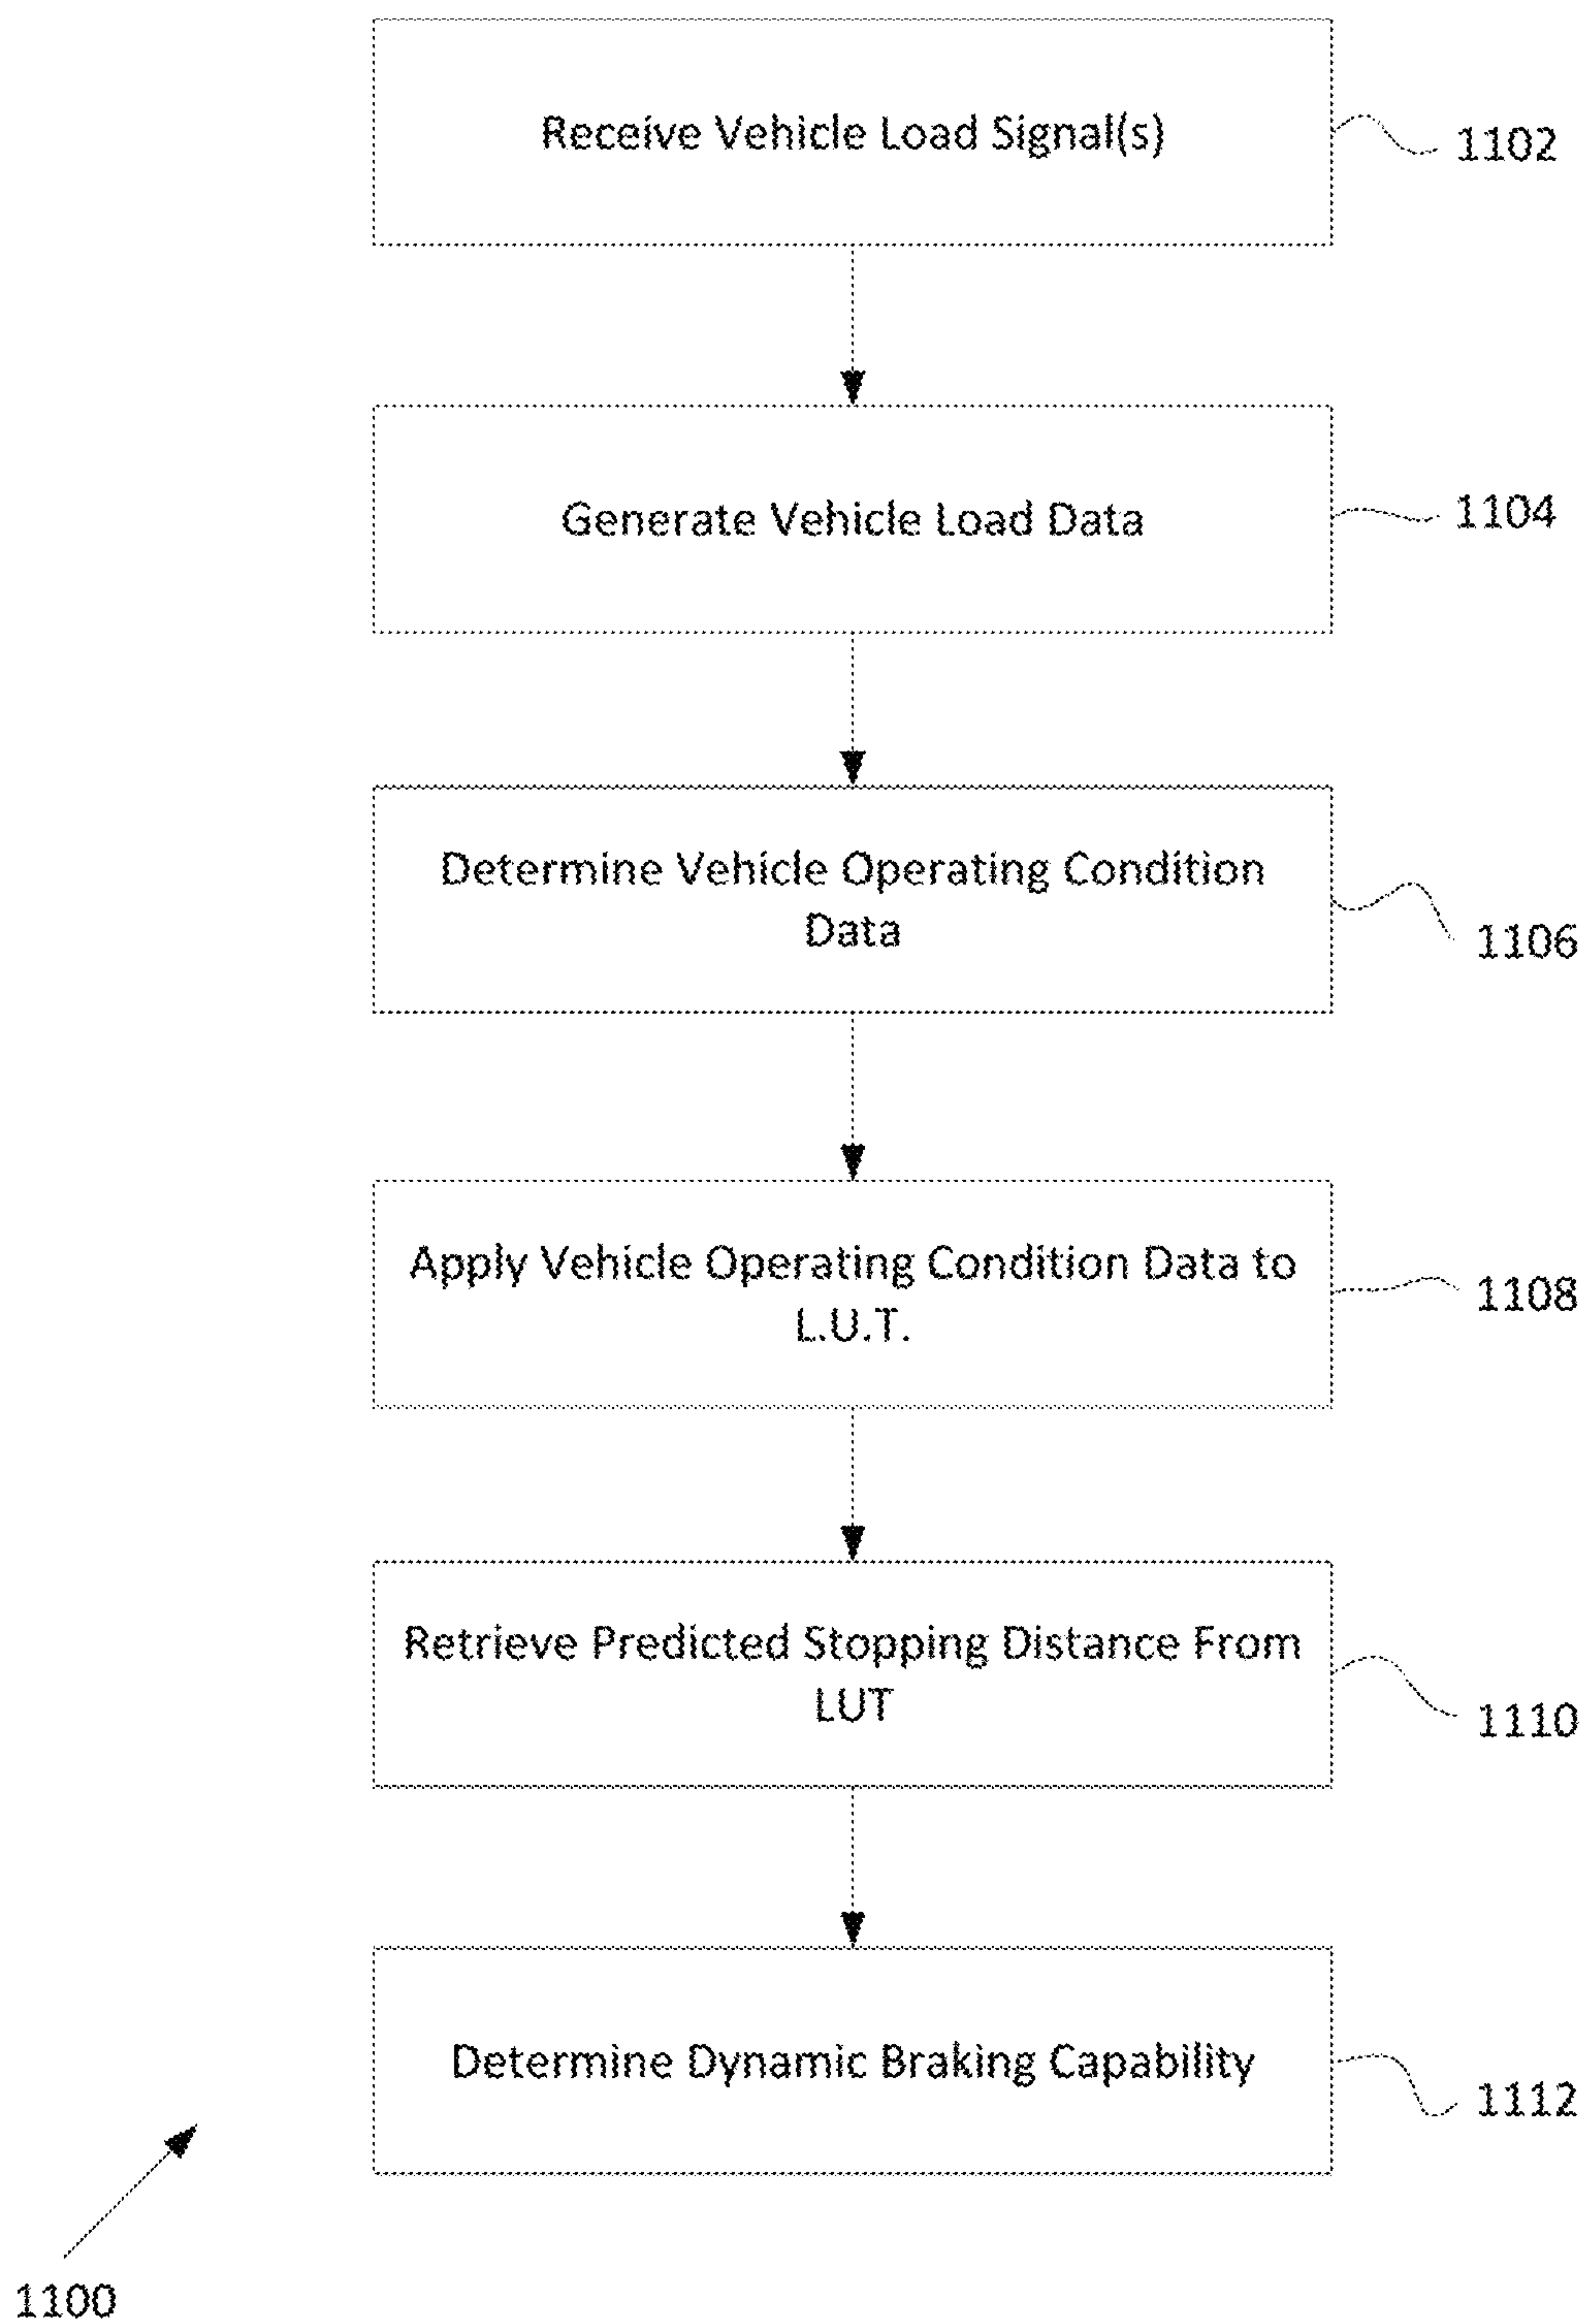 Receive Vehicle Load Signal(s)
1102
Generate Vehicle Load Data
1104
Determine Vehicle Operating Condition
Data
1106
Apply Vehicle Operating Condition Data to
L.U.T.
1108
Retrieve Predicted Stopping Distance From
LUT
1110
Determine Dynamic Braking Capability
1112
1100